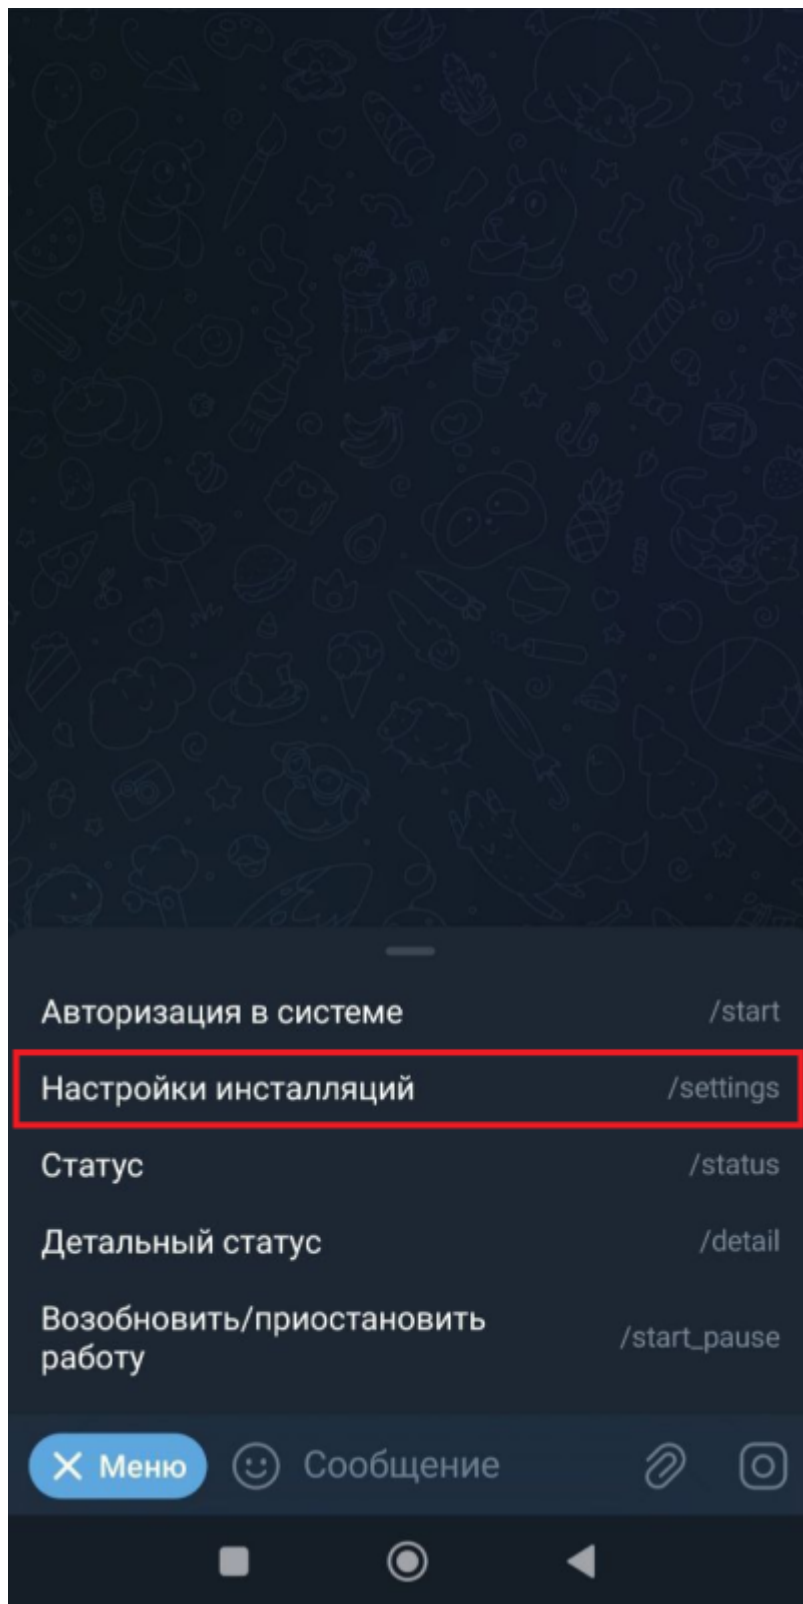 Авторизация в системе /start
Настройки инсталляций /settings
Статус /status
Детальный статус /detail
Возобновить/приостановить
работу /start_pause
Меню Сообщение